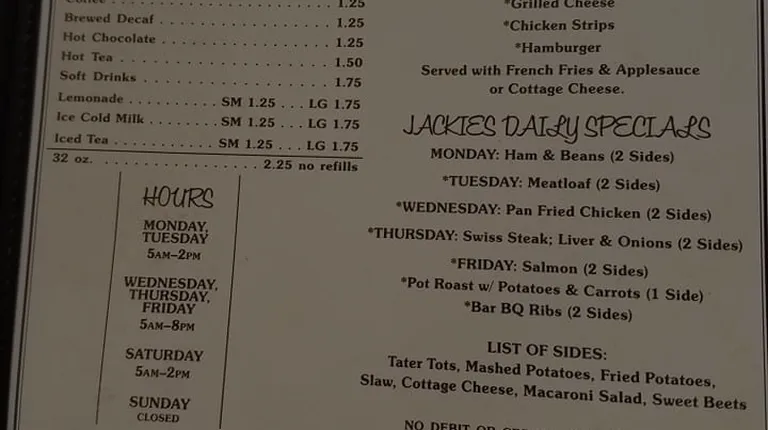 Coffee . . . . . . . . . . . . . . . . . . . 1.25
Brewed Decaf . . . . . . . . . . . . . . . . . . . 1.25
Hot Chocolate . . . . . . . . . . . . . . . . . . . 1.25
Hot Tea . . . . . . . . . . . . . . . . . . . 1.50
Soft Drinks . . . . . . . . . . . . . . . . . . . 1.75
Lemonade . . . . . . . . . . SM 1.25 . . . LG 1.75
Ice Cold Milk . . . . . . . . SM 1.25 . . . LG 1.75
Iced Tea . . . . . . . . . . . SM 1.25 . . . LG 1.75
32 oz. . . . . . . . . . . . . . . . . . 2.25 no refills
HOURS
MONDAY,
TUESDAY
5AM–2PM
WEDNESDAY,
THURSDAY,
FRIDAY
5AM–8PM
SATURDAY
5AM–2PM
SUNDAY
CLOSED
*Grilled Cheese
*Chicken Strips
*Hamburger
Served with French Fries & Applesauce
or Cottage Cheese.
JACKIES DAILY SPECIALS
MONDAY: Ham & Beans (2 Sides)
*TUESDAY: Meatloaf (2 Sides)
*WEDNESDAY: Pan Fried Chicken (2 Sides)
*THURSDAY: Swiss Steak; Liver & Onions (2 Sides)
*FRIDAY: Salmon (2 Sides)
*Pot Roast w/ Potatoes & Carrots (1 Side)
*Bar BQ Ribs (2 Sides)
LIST OF SIDES:
Tater Tots, Mashed Potatoes, Fried Potatoes,
Slaw, Cottage Cheese, Macaroni Salad, Sweet Beets
NO DEBIT OR